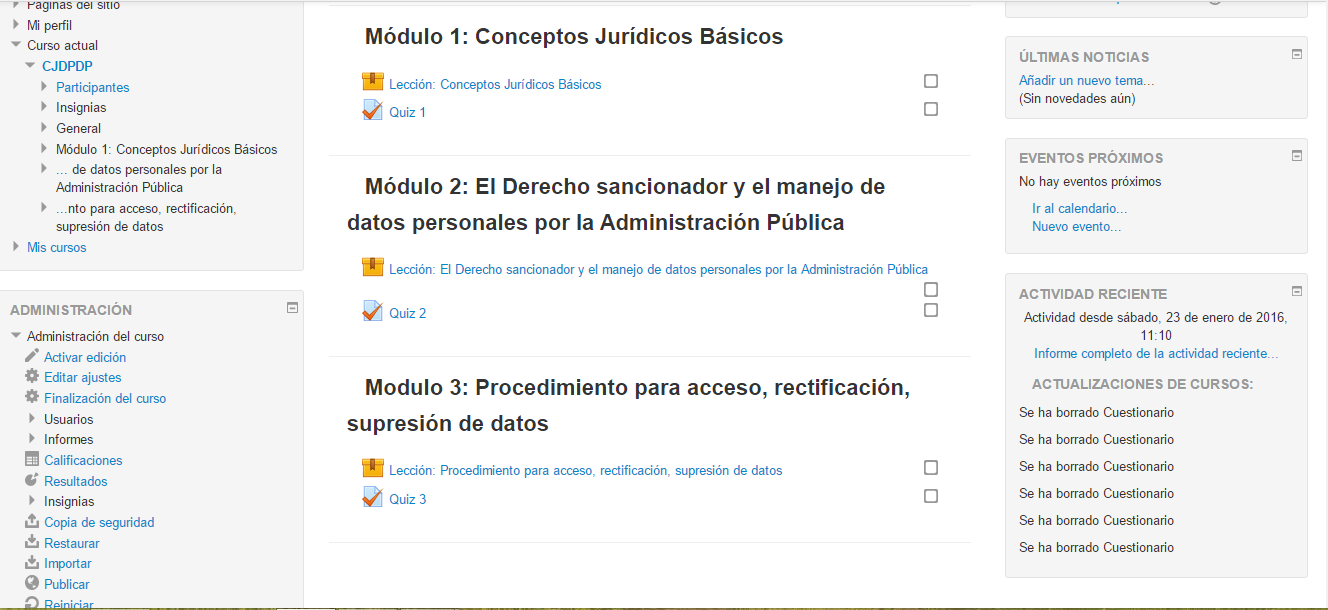 Páginas del sitio
Mi perfil
Curso actual
CJDPDP
Participantes
Insignias
General
Módulo 1: Conceptos Jurídicos Básicos
... de datos personales por la
Administración Pública
...nto para acceso, rectificación,
supresión de datos
Mis cursos
ADMINISTRACIÓN
Administración del curso
Activar edición
Editar ajustes
Finalización del curso
Usuarios
Informes
Calificaciones
Resultados
Insignias
Copia de seguridad
Restaurar
Importar
Publicar
Reiniciar
Módulo 1: Conceptos Jurídicos Básicos
Lección: Conceptos Jurídicos Básicos
Quiz 1
Módulo 2: El Derecho sancionador y el manejo de
datos personales por la Administración Pública
Lección: El Derecho sancionador y el manejo de datos personales por la Administración Pública
Quiz 2
Modulo 3: Procedimiento para acceso, rectificación,
supresión de datos
Lección: Procedimiento para acceso, rectificación, supresión de datos
Quiz 3
ÚLTIMAS NOTICIAS
Añadir un nuevo tema...
(Sin novedades aún)
EVENTOS PRÓXIMOS
No hay eventos próximos
Ir al calendario...
Nuevo evento...
ACTIVIDAD RECIENTE
Actividad desde sábado, 23 de enero de 2016,
11:10
Informe completo de la actividad reciente...
ACTUALIZACIONES DE CURSOS:
Se ha borrado Cuestionario
Se ha borrado Cuestionario
Se ha borrado Cuestionario
Se ha borrado Cuestionario
Se ha borrado Cuestionario
Se ha borrado Cuestionario